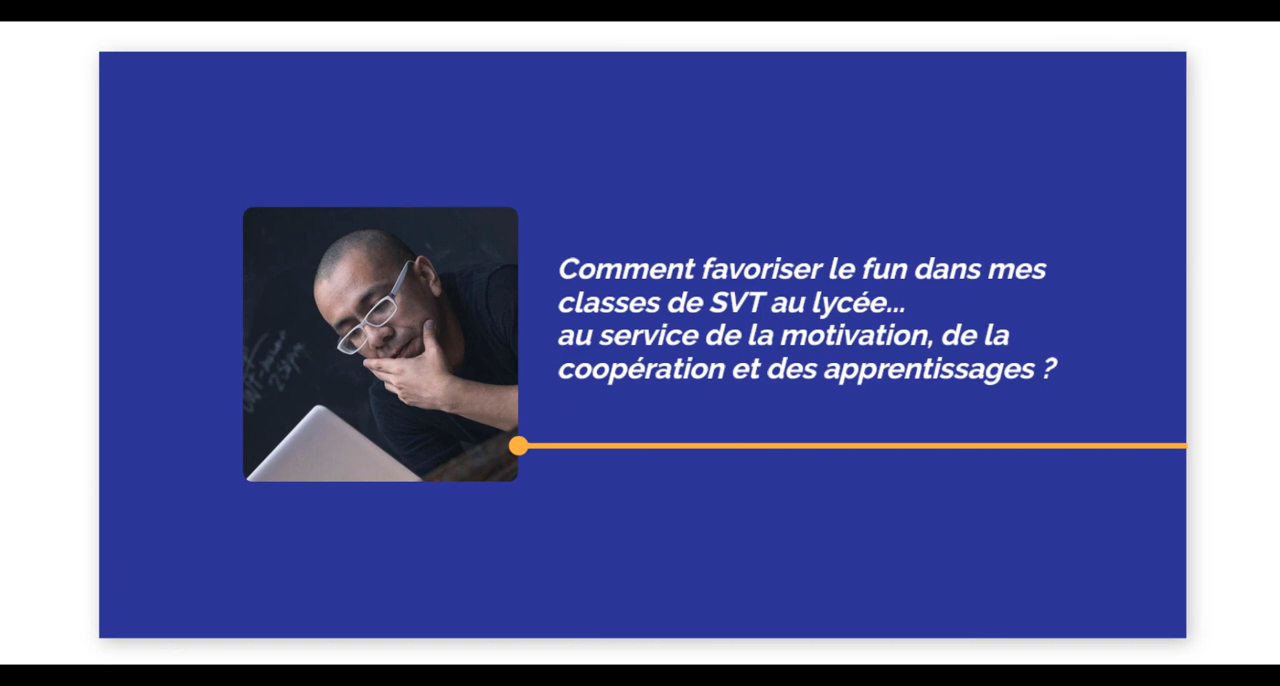 Comment favoriser le fun dans mes
classes de SVT au lycée...
au service de la motivation, de la
coopération et des apprentissages ?